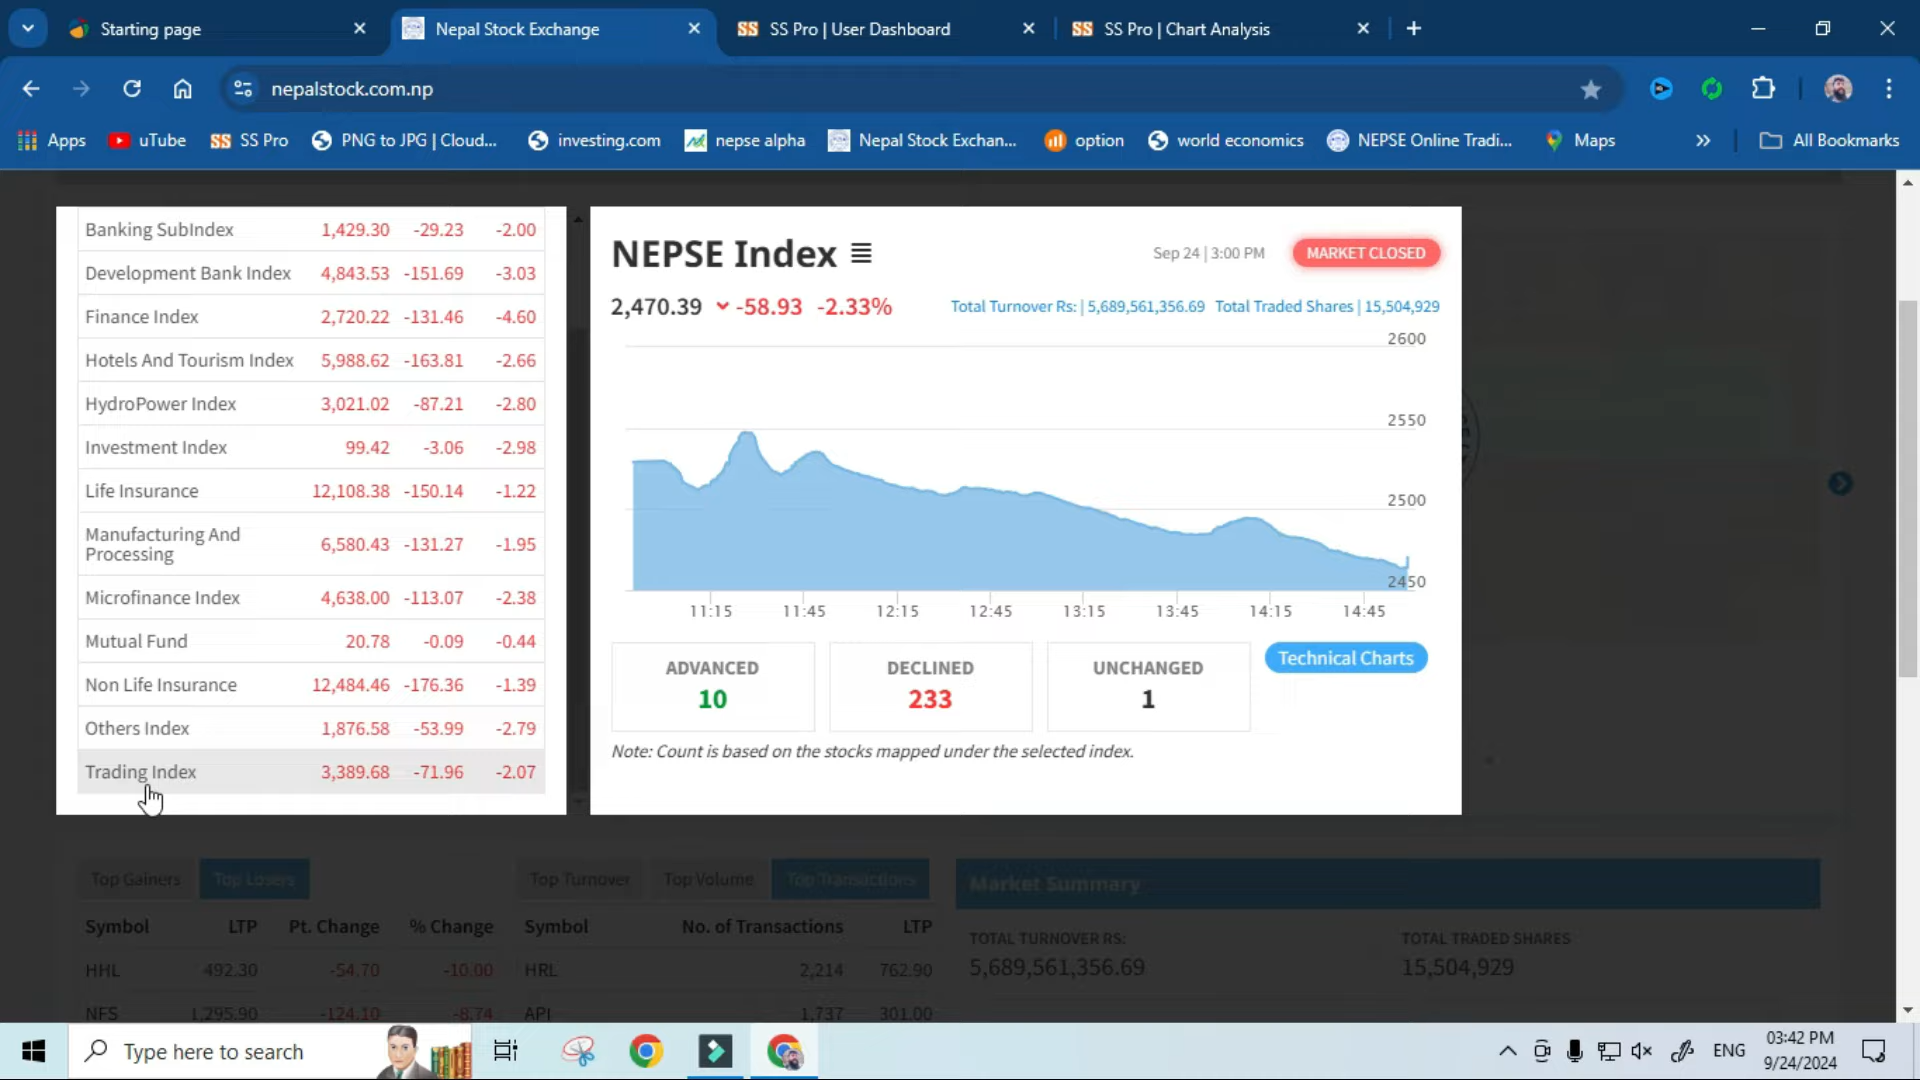 Starting page
Nepal Stock Exchange
SS SS Pro | User Dashboard
SS SS Pro | Chart Analysis
nepalstock.com.np
Apps
uTube
SS SS Pro
PNG to JPG | Cloud...
investing.com
nepse alpha
Nepal Stock Exchan...
option
world economics
NEPSE Online Tradi...
Maps
All Bookmarks
Banking SubIndex 1,429.30 -29.23 -2.00
Development Bank Index 4,843.53 -151.69 -3.03
Finance Index 2,720.22 -131.46 -4.60
Hotels And Tourism Index 5,988.62 -163.81 -2.66
HydroPower Index 3,021.02 -87.21 -2.80
Investment Index 99.42 -3.06 -2.98
Life Insurance 12,108.38 -150.14 -1.22
Manufacturing And
Processing 6,580.43 -131.27 -1.95
Microfinance Index 4,638.00 -113.07 -2.38
Mutual Fund 20.78 -0.09 -0.44
Non Life Insurance 12,484.46 -176.36 -1.39
Others Index 1,876.58 -53.99 -2.79
Trading Index 3,389.68 -71.96 -2.07
NEPSE Index
Sep 24 | 3:00 PM
MARKET CLOSED
2,470.39 -58.93 -2.33%
Total Turnover Rs: | 5,689,561,356.69 Total Traded Shares | 15,504,929
2600
2550
2500
2450
11:15 11:45 12:15 12:45 13:15 13:45 14:15 14:45
ADVANCED
10
DECLINED
233
UNCHANGED
1
Technical Charts
Note: Count is based on the stocks mapped under the selected index.
Top Gainers Top Losers
Symbol LTP Pt. Change % Change
HHL 492.30 -54.70 -10.00
NFS 1,295.90 -124.10 -8.74
Top Turnover Top Volume Top Transactions
Symbol No. of Transactions LTP
HRL 2,214 762.90
API 1,737 301.00
Market Summary
TOTAL TURNOVER RS:
5,689,561,356.69
TOTAL TRADED SHARES
15,504,929
Type here to search
ENG
03:42 PM
9/24/2024